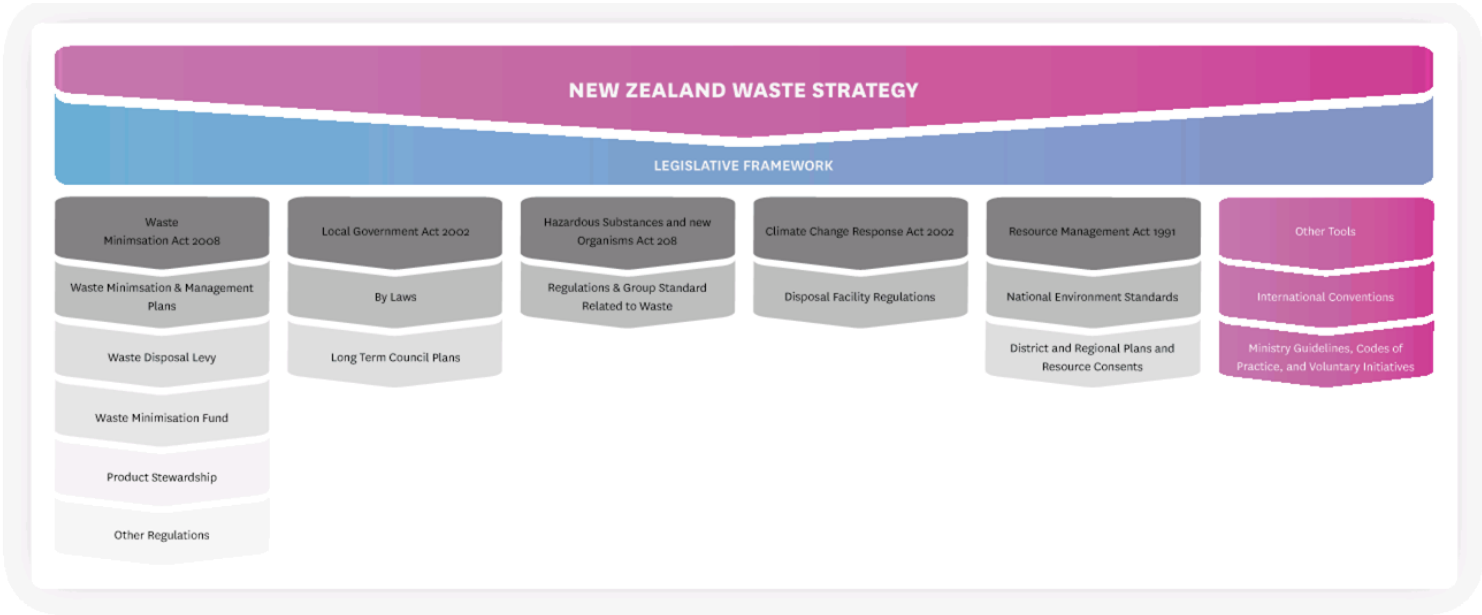 NEW ZEALAND WASTE STRATEGY
LEGISLATIVE FRAMEWORK
Waste
Minimsation Act 2008
Waste Minimsation & Management
Plans
Waste Disposal Levy
Waste Minimisation Fund
Product Stewardship
Other Regulations
Local Government Act 2002
By Laws
Long Term Council Plans
Hazardous Substances and new
Organisms Act 208
Regulations & Group Standard
Related to Waste
Climate Change Response Act 2002
Disposal Facility Regulations
Resource Management Act 1991
National Environment Standards
District and Regional Plans and
Resource Consents
Other Tools
International Conventions
Ministry Guidelines, Codes of
Practice, and Voluntary Initiatives